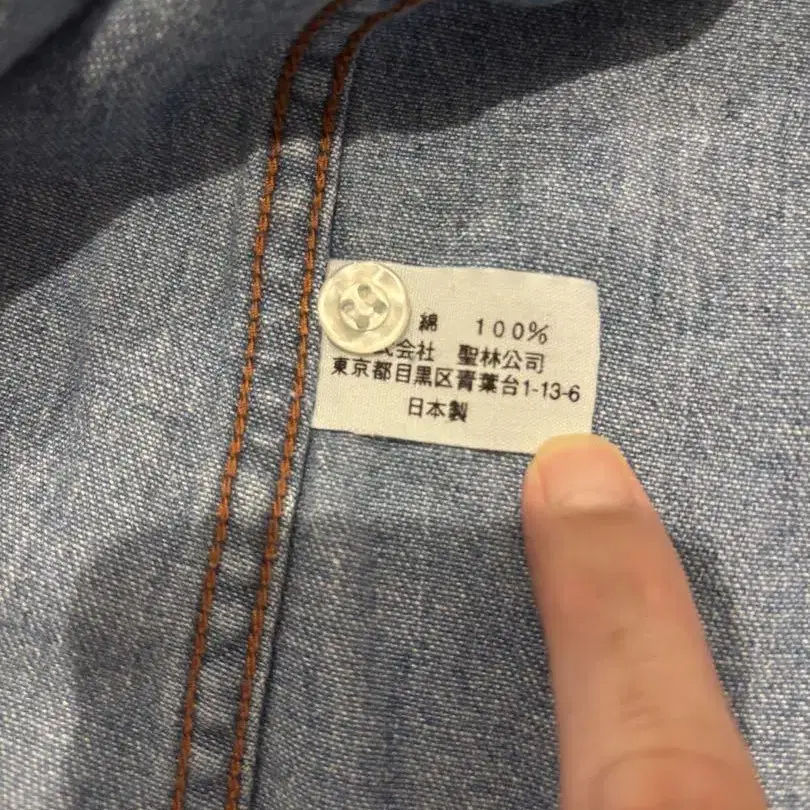 綿 100%
会社 聖林公司
東京都目黒区青葉台1-13-6
日本製